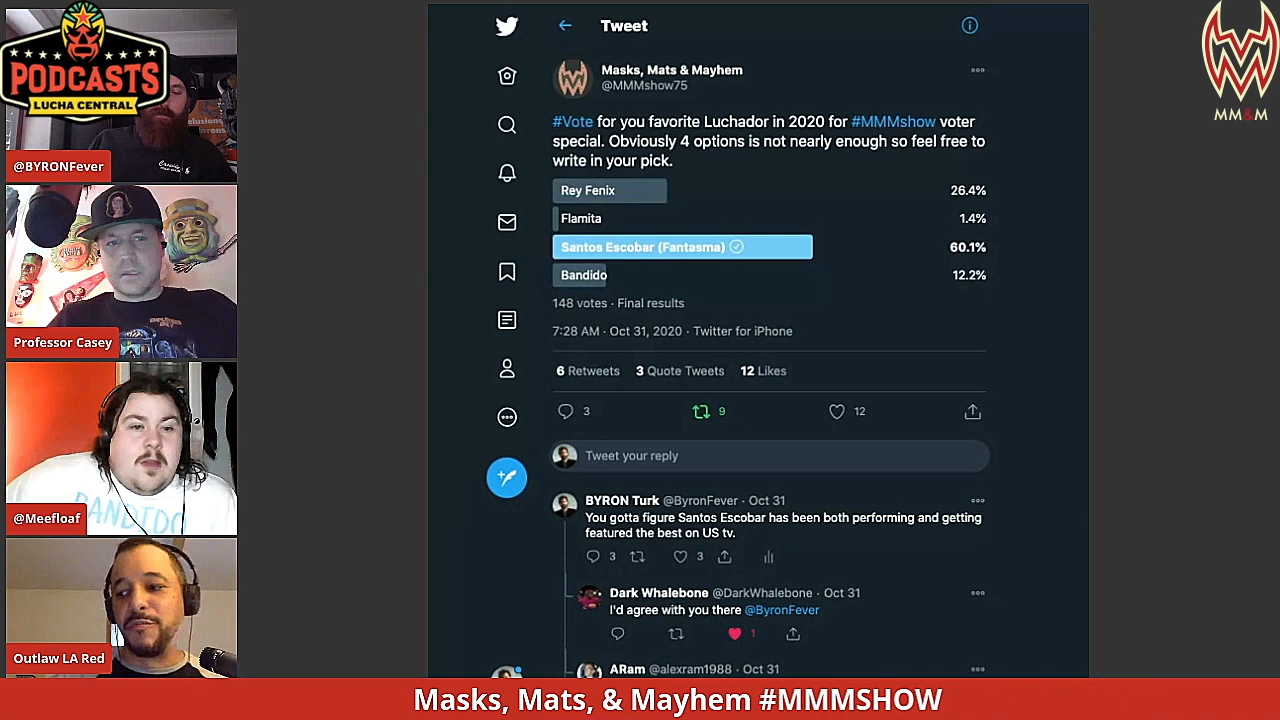 PODCASTS
LUCHA CENTRAL
@BYRONFever
Professor Casey
BANDIDO
@Meefloaf
Outlaw LA Red
Tweet
Masks, Mats & Mayhem
@MMMshow75
#Vote for you favorite Luchador in 2020 for #MMMshow voter
special. Obviously 4 options is not nearly enough so feel free to
write in your pick.
Rey Fenix 26.4%
Flamita 1.4%
Santos Escobar (Fantasma) 60.1%
Bandido 12.2%
148 votes · Final results
7:28 AM · Oct 31, 2020 · Twitter for iPhone
6 Retweets 3 Quote Tweets 12 Likes
3 9 12
Tweet your reply
BYRON Turk @ByronFever · Oct 31
You gotta figure Santos Escobar has been both performing and getting
featured the best on US tv.
3 3
Dark Whalebone @DarkWhalebone · Oct 31
I'd agree with you there @ByronFever
1
ARam @alexram1988 · Oct 31
MM&M
Masks, Mats, & Mayhem #MMMSHOW